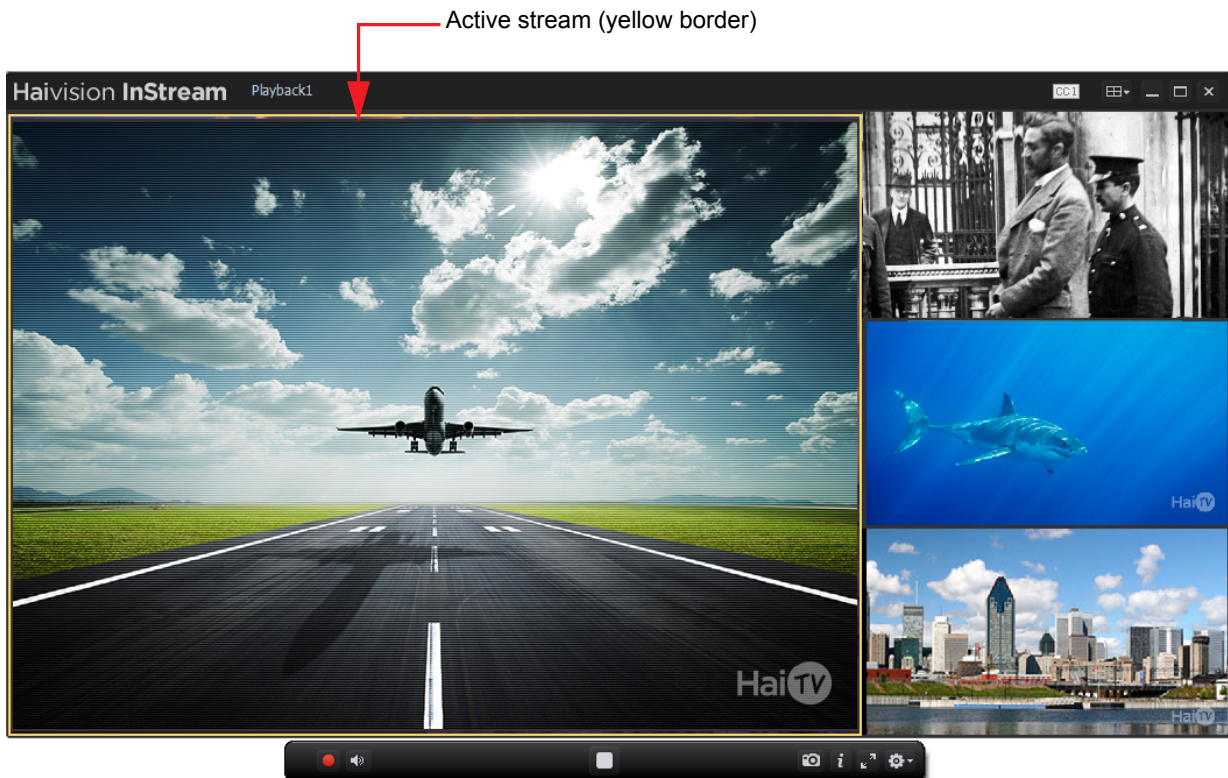 Active stream (yellow border)
Haivision InStream Playback1 CC1
HaiTV
HaiTV
HaiTV
i